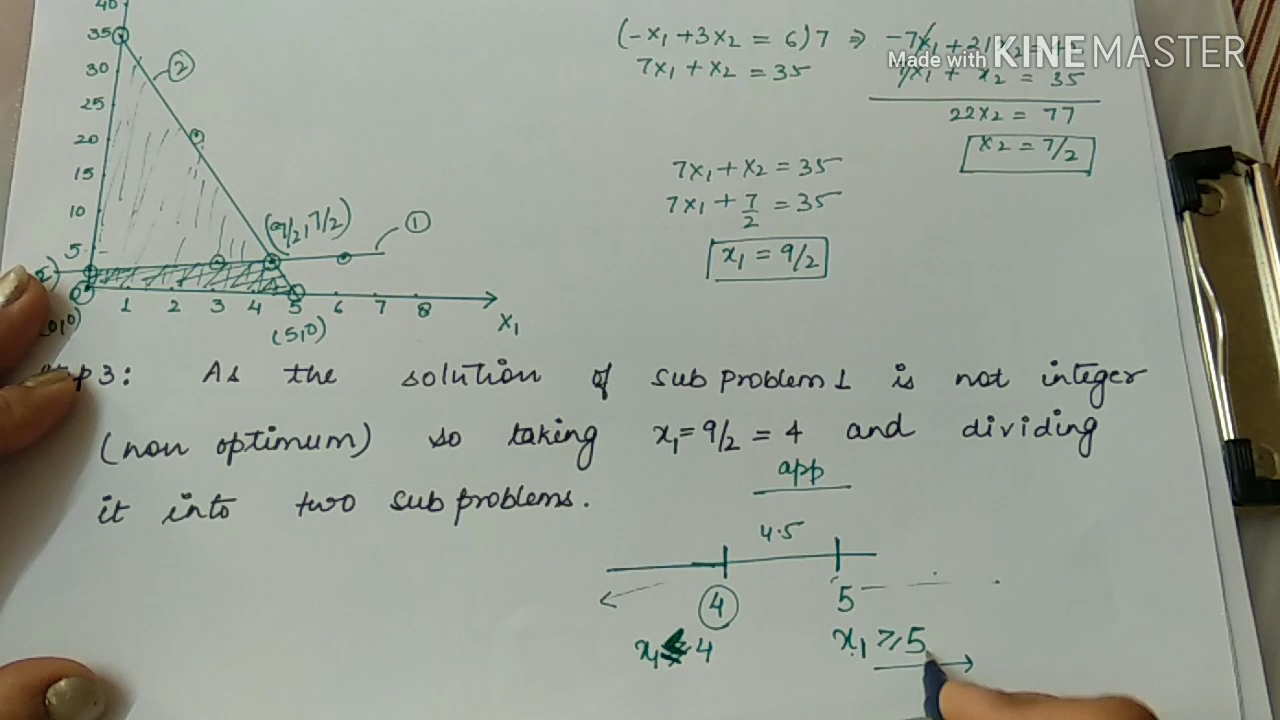 40
35
30
25
20
15
10
5
②
(9/2, 7/2)
①
1 2 3 4 5 6 7 8
(5,0)
x₁
(-x₁ + 3x₂ = 6)7 ⇒ -7x₁ + 21x₂ =
7x₁ + x₂ = 35
7x₁ + x₂ = 35
22x₂ = 77
x₂ = 7/2
7x₁ + x₂ = 35
7x₁ + 7/2 = 35
x₁ = 9/2
Made with KINEMASTER
3: As the solution of sub problem 1 is not integer
(non optimum) so taking x₁ = 9/2 = 4 and dividing
app
it into two sub problems.
4.5
④ 5
x₁ ≤ 4 x₁ ≥ 5